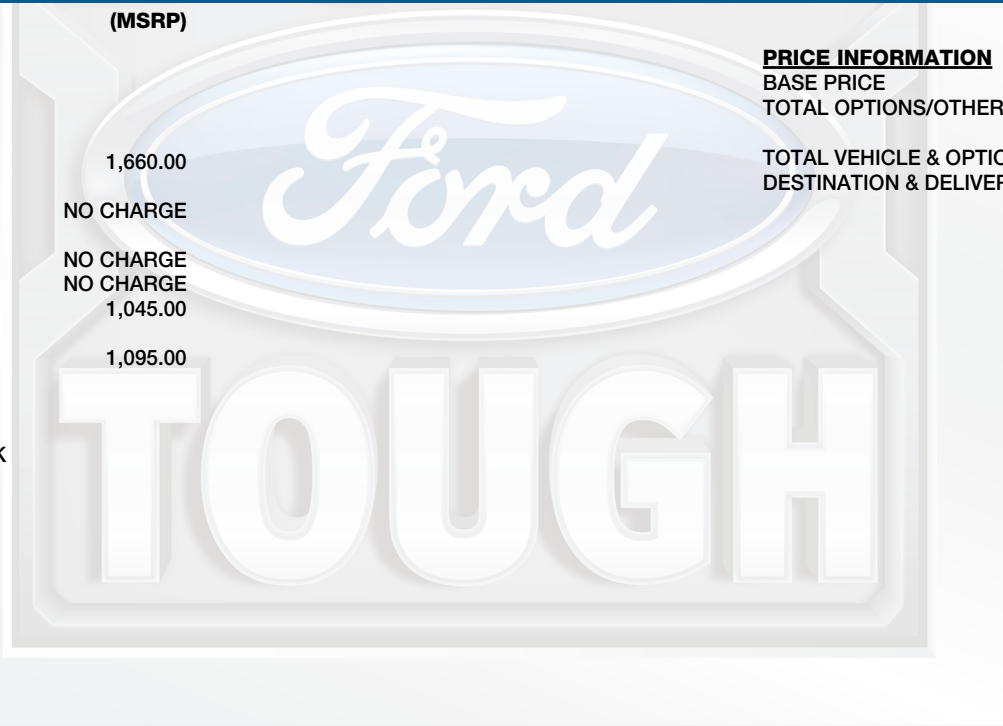 (MSRP)
1,660.00
NO CHARGE
NO CHARGE
NO CHARGE
1,045.00
1,095.00
K
PRICE INFORMATION
BASE PRICE
TOTAL OPTIONS/OTHER
TOTAL VEHICLE & OPTIO
DESTINATION & DELIVER
Ford
TOUGH